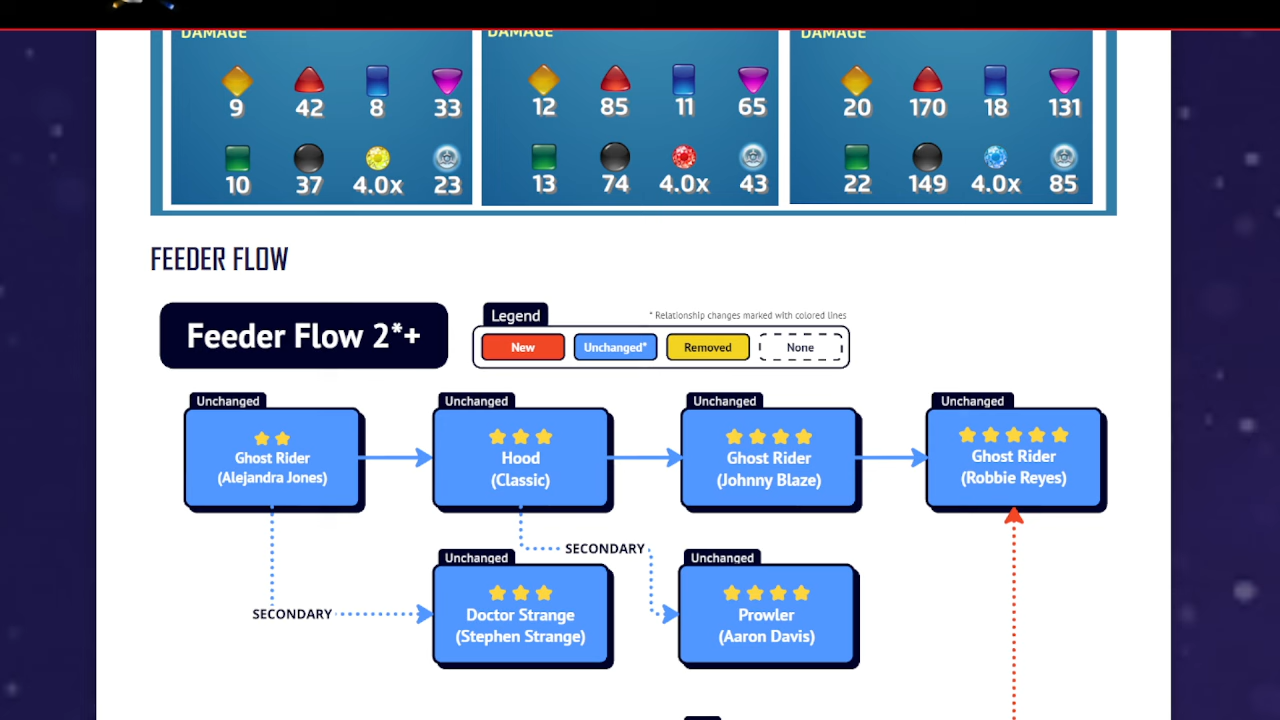 DAMAGE
9 42 8 33
10 37 4.0x 23
DAMAGE
12 85 11 65
13 74 4.0x 43
DAMAGE
20 170 18 131
22 149 4.0x 85
FEEDER FLOW
Feeder Flow 2*+
Legend
* Relationship changes marked with colored lines
New
Unchanged*
Removed
None
Unchanged
Ghost Rider
(Alejandra Jones)
Unchanged
Hood
(Classic)
Unchanged
Ghost Rider
(Johnny Blaze)
Unchanged
Ghost Rider
(Robbie Reyes)
SECONDARY
SECONDARY
Unchanged
Doctor Strange
(Stephen Strange)
Unchanged
Prowler
(Aaron Davis)